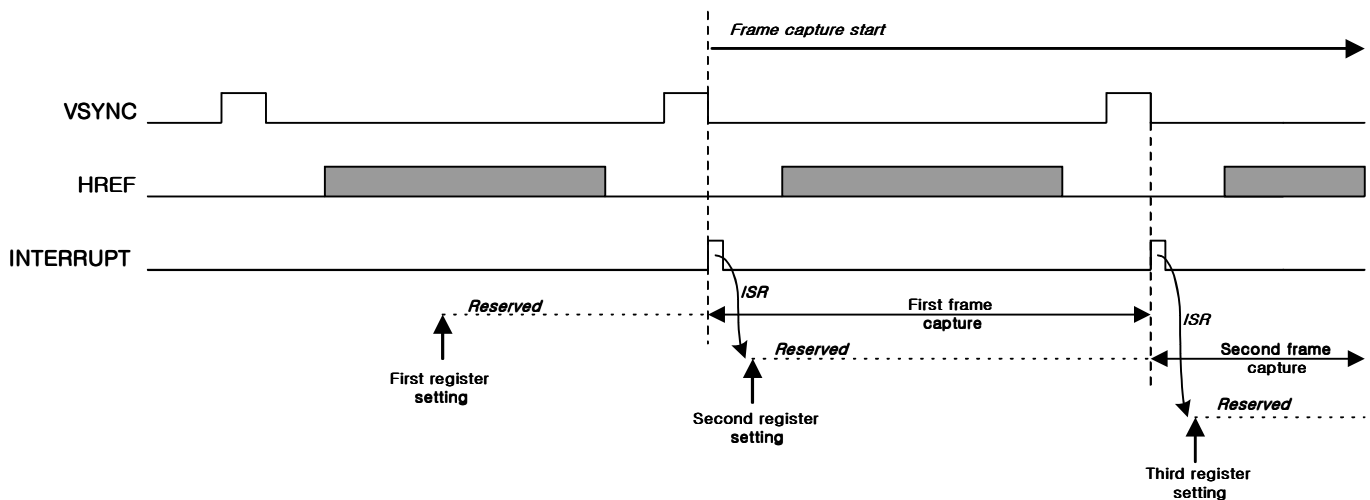 Frame capture start
VSYNC
HREF
INTERRUPT
ISR
Reserved
First frame
capture
ISR
Reserved
Second frame
capture
First register
setting
Reserved
Second register
setting
Third register
setting